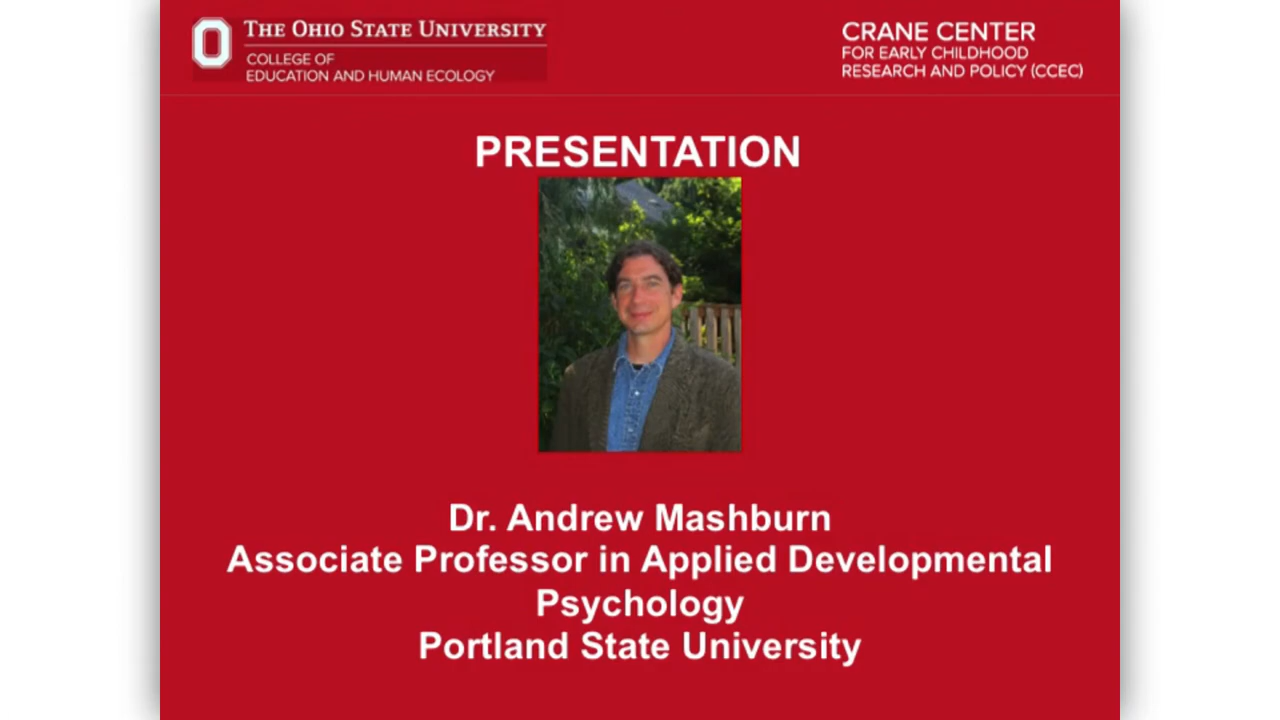 THE OHIO STATE UNIVERSITY
COLLEGE OF
EDUCATION AND HUMAN ECOLOGY
CRANE CENTER
FOR EARLY CHILDHOOD
RESEARCH AND POLICY (CCEC)
PRESENTATION
Dr. Andrew Mashburn
Associate Professor in Applied Developmental
Psychology
Portland State University